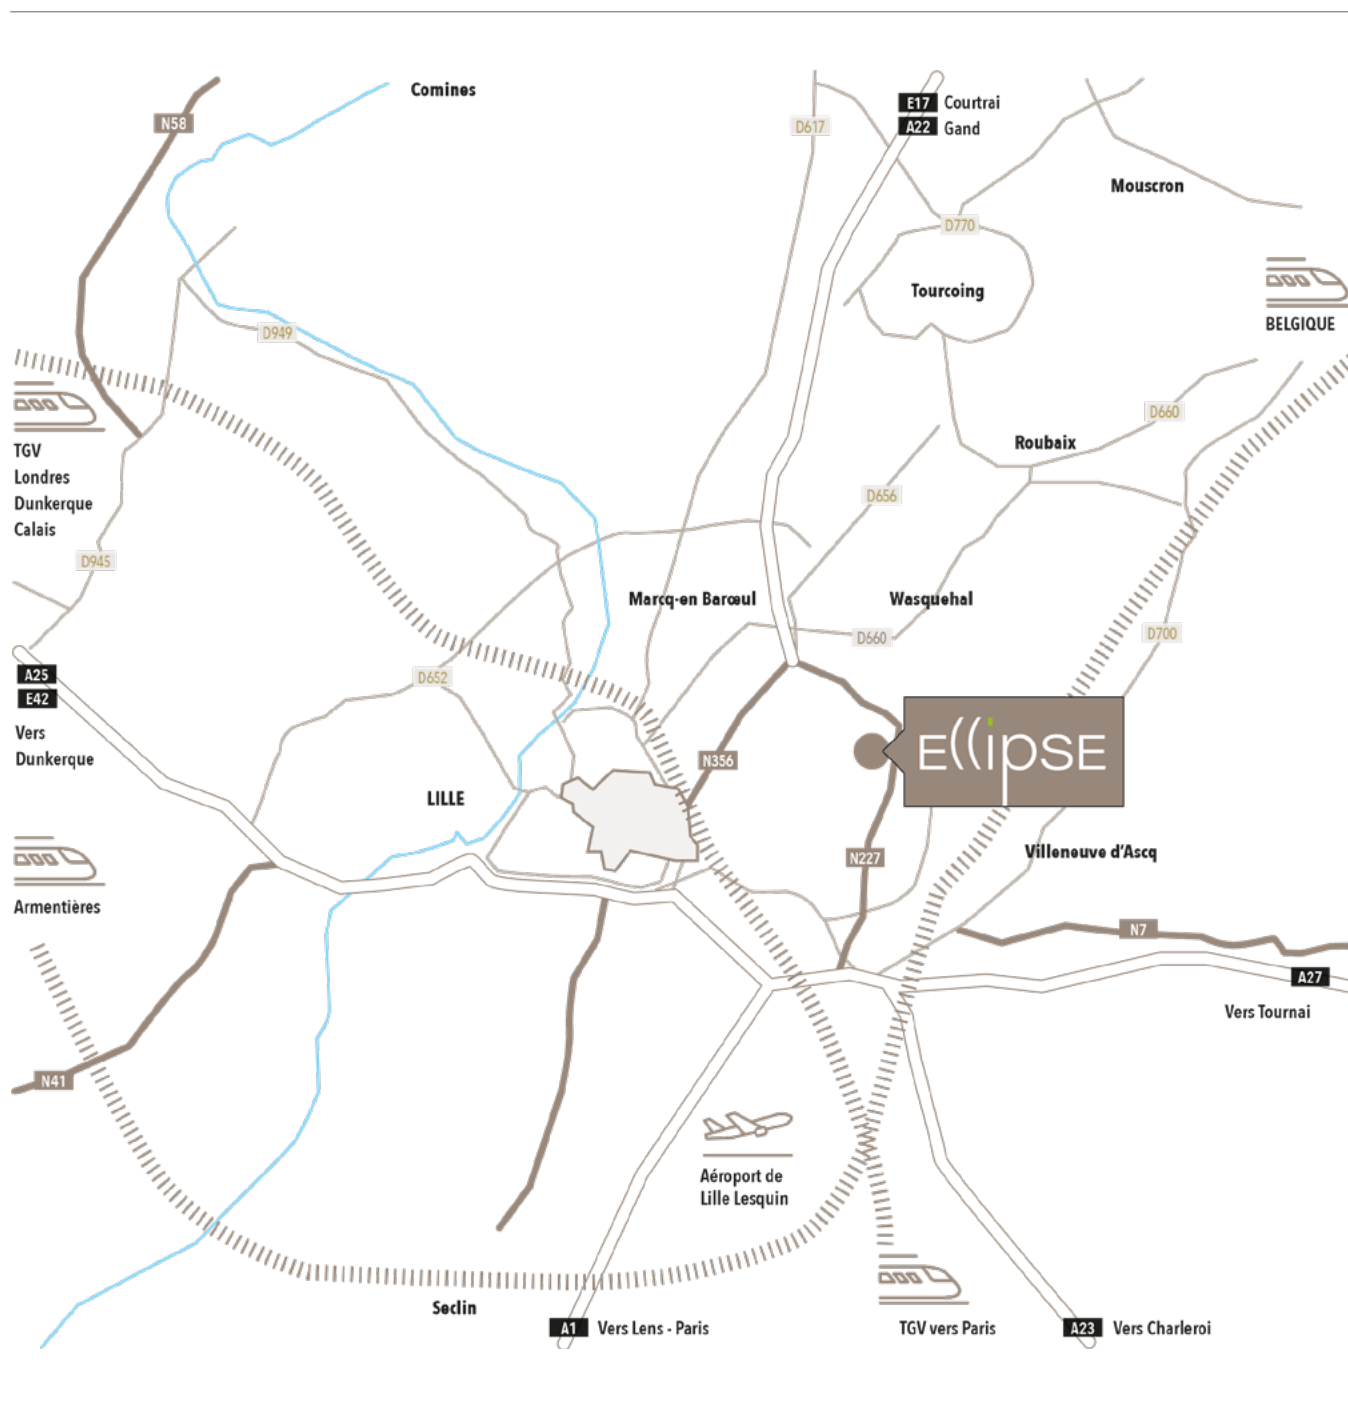 Comines
N58
E17 Courtrai
D617
A22 Gand
Mouscron
D770
Tourcoing
BELGIQUE
D949
D660
Roubaix
TGV
Londres
Dunkerque
Calais
D656
D945
Marcq-en Barœul
Wasquehal
D660
D700
A25
E42
D652
Vers
Dunkerque
N356
EllipSE
LILLE
N227
Villeneuve d'Ascq
Armentières
N7
A27
Vers Tournai
N41
Aéroport de
Lille Lesquin
Seclin
A1 Vers Lens - Paris
TGV vers Paris
A23 Vers Charleroi